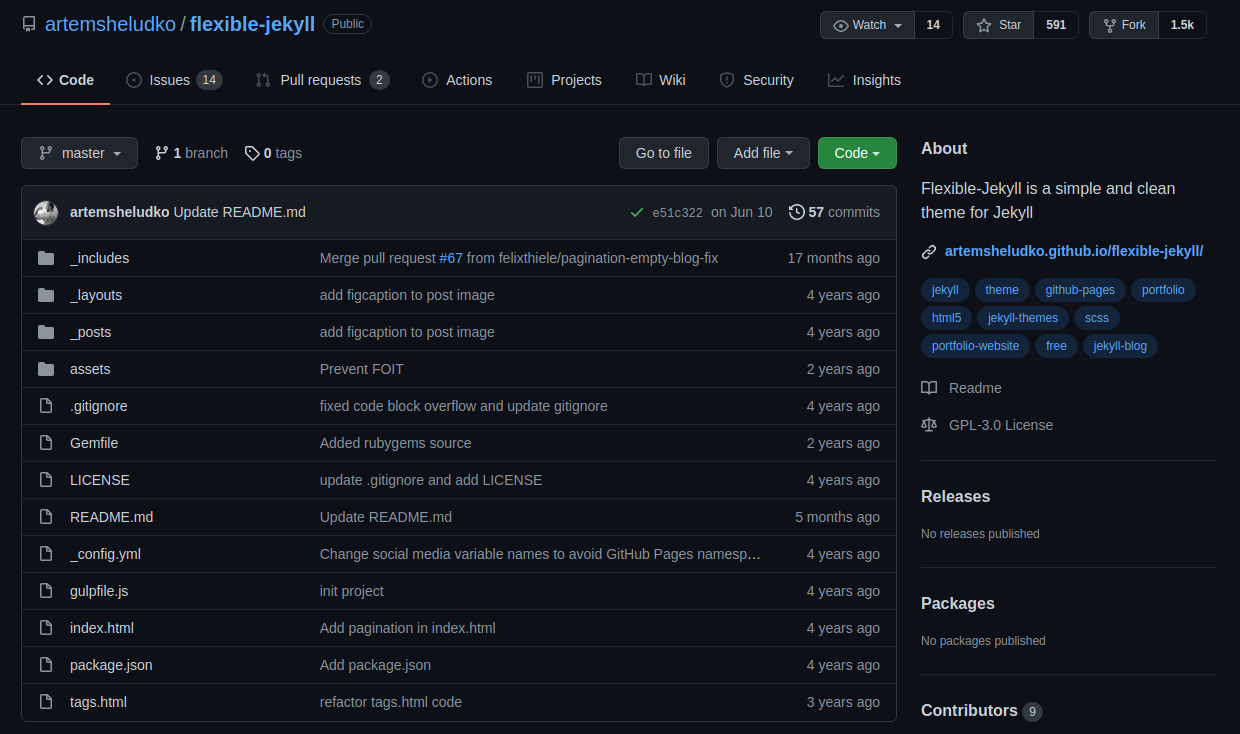 artemsheludko / flexible-jekyll Public Watch 14 Star 591 Fork 1.5k
Code Issues 14 Pull requests 2 Actions Projects Wiki Security Insights
master 1 branch 0 tags Go to file Add file Code
artemsheludko Update README.md e51c322 on Jun 10 57 commits
_includes Merge pull request #67 from felixthiele/pagination-empty-blog-fix 17 months ago
_layouts add figcaption to post image 4 years ago
_posts add figcaption to post image 4 years ago
assets Prevent FOIT 2 years ago
.gitignore fixed code block overflow and update gitignore 4 years ago
Gemfile Added rubygems source 2 years ago
LICENSE update .gitignore and add LICENSE 4 years ago
README.md Update README.md 5 months ago
_config.yml Change social media variable names to avoid GitHub Pages namesp… 4 years ago
gulpfile.js init project 4 years ago
index.html Add pagination in index.html 4 years ago
package.json Add package.json 4 years ago
tags.html refactor tags.html code 3 years ago
About
Flexible-Jekyll is a simple and clean
theme for Jekyll
artemsheludko.github.io/flexible-jekyll/
jekyll theme github-pages portfolio
html5 jekyll-themes scss
portfolio-website free jekyll-blog
Readme
GPL-3.0 License
Releases
No releases published
Packages
No packages published
Contributors 9